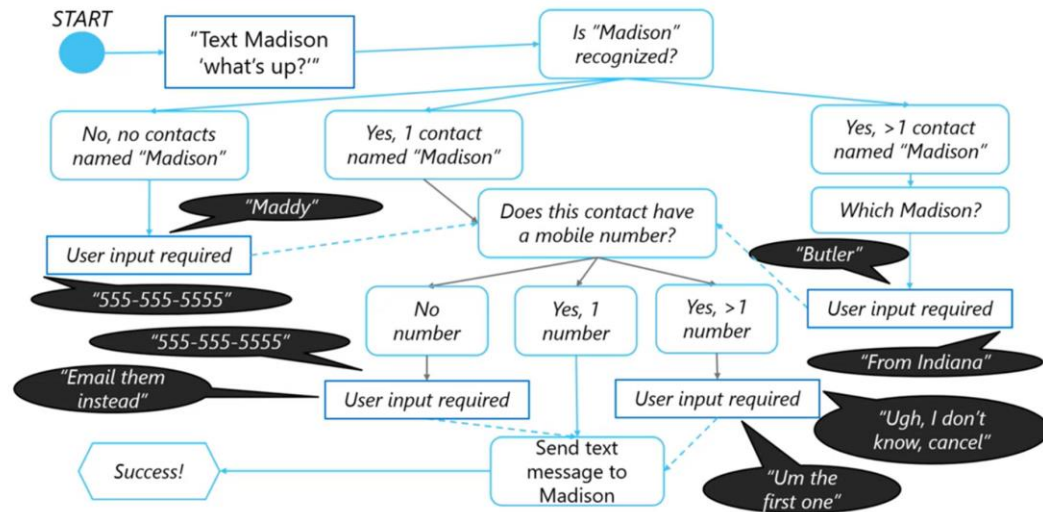 START
“Text Madison
‘what’s up?’”
Is “Madison”
recognized?
No, no contacts
named “Madison”
Yes, 1 contact
named “Madison”
Yes, >1 contact
named “Madison”
“Maddy”
Does this contact have
a mobile number?
Which Madison?
User input required
“Butler”
“555-555-5555”
No
number
Yes, 1
number
Yes, >1
number
User input required
“555-555-5555”
“From Indiana”
“Email them
instead”
User input required
User input required
“Ugh, I don’t
know, cancel”
Success!
Send text
message to
Madison
“Um the
first one”